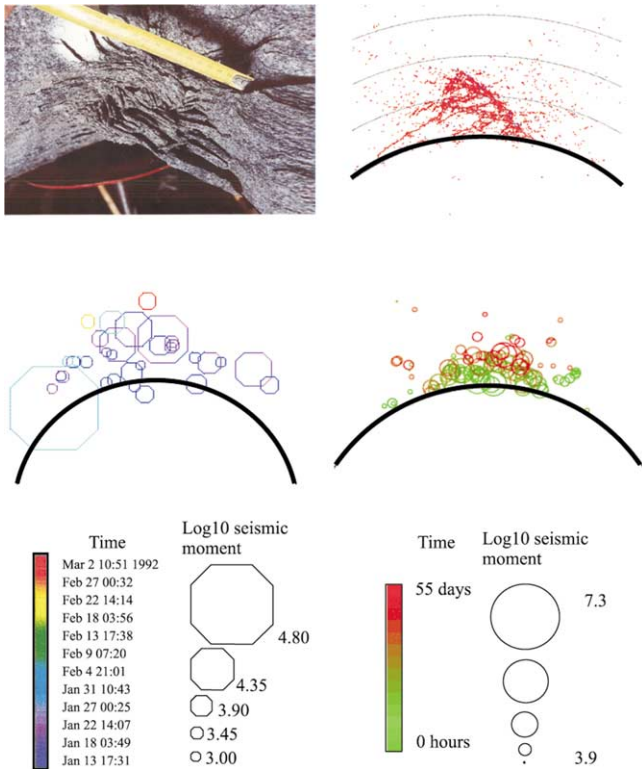 Time
Log10 seismic
moment
Mar 2 10:51 1992
Feb 27 00:32
Feb 22 14:14
Feb 18 03:56
Feb 13 17:38
Feb 9 07:20
Feb 4 21:01
Jan 31 10:43
Jan 27 00:25
Jan 22 14:07
Jan 18 03:49
Jan 13 17:31
4.80
4.35
3.90
3.45
3.00
Time
Log10 seismic
moment
55 days
0 hours
7.3
3.9